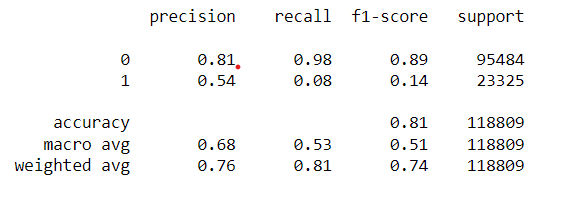 precision recall f1-score support
0 0.81 0.98 0.89 95484
1 0.54 0.08 0.14 23325
accuracy 0.81 118809
macro avg 0.68 0.53 0.51 118809
weighted avg 0.76 0.81 0.74 118809